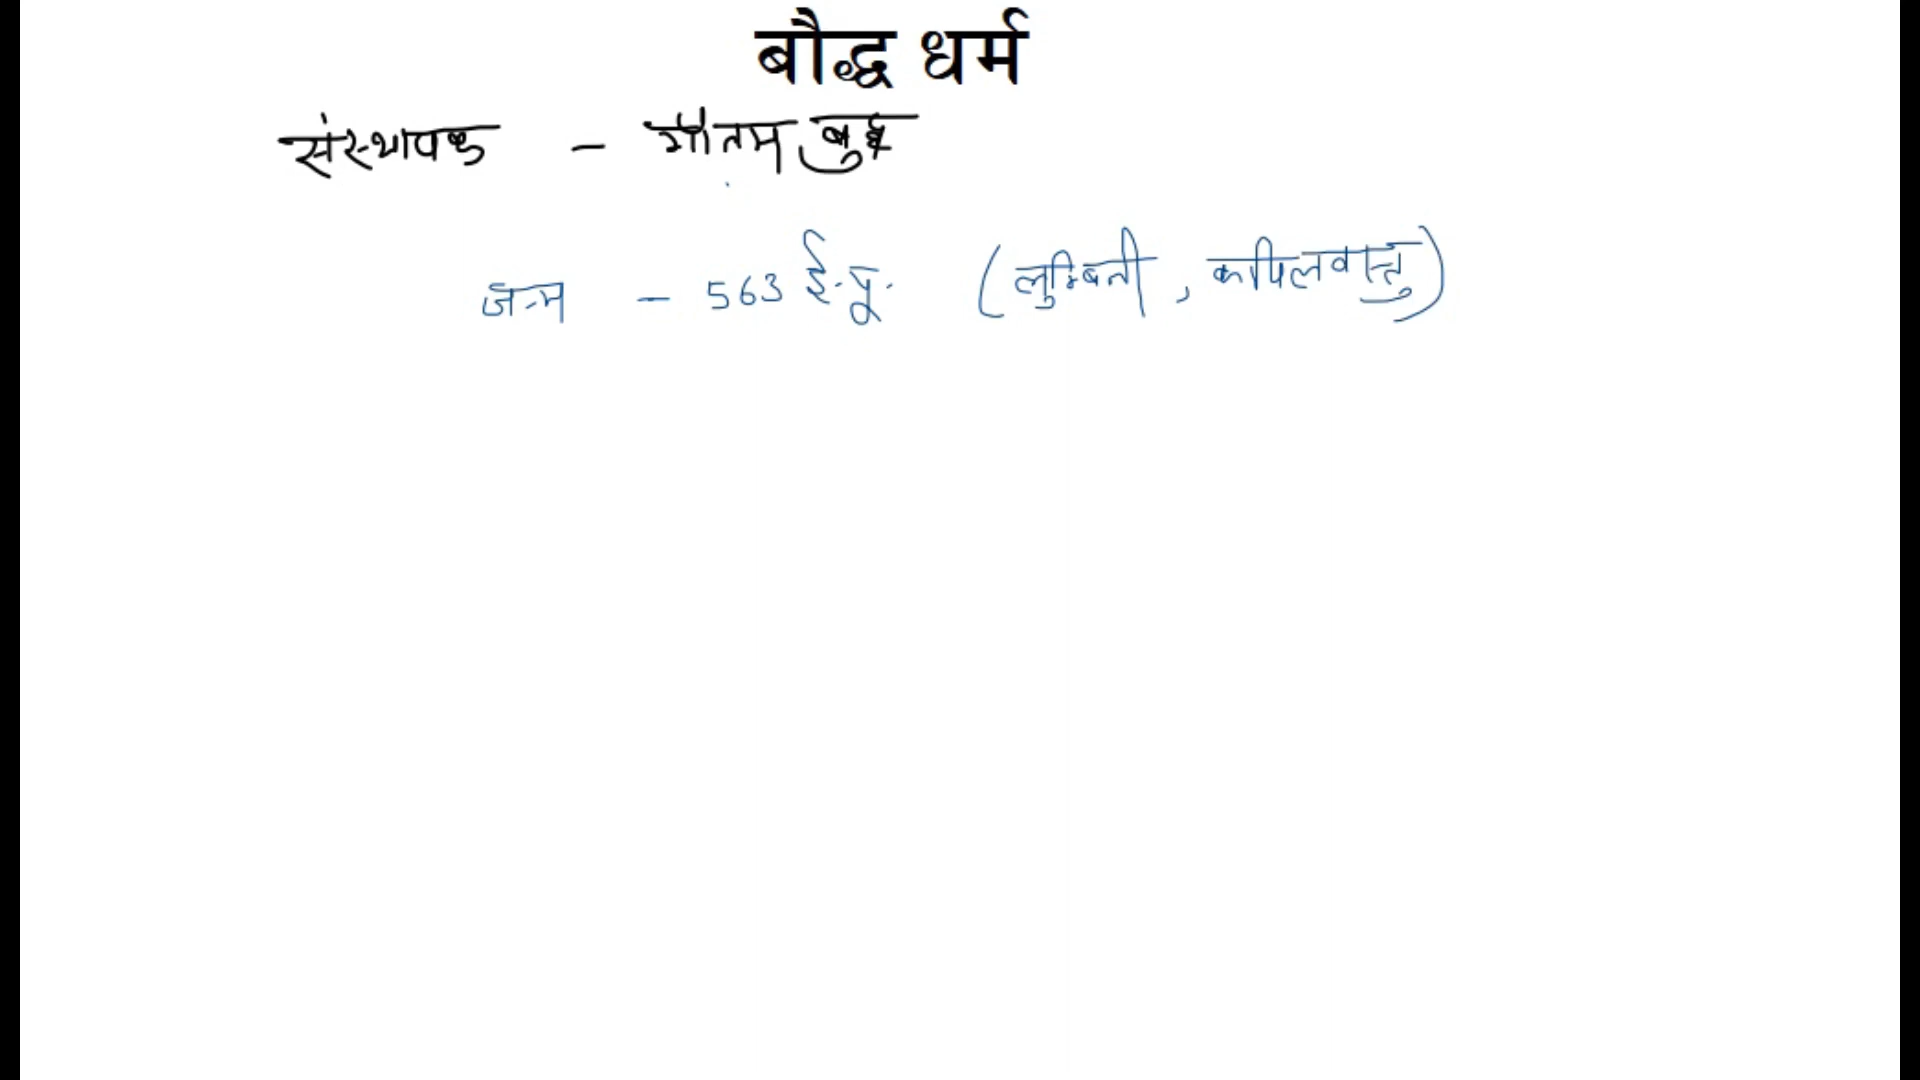 बौद्ध धर्म
संस्थापक - गौतम बुद्ध
जन्म - 563 ई.पू. (लुम्बिनी, कपिलवस्तु)